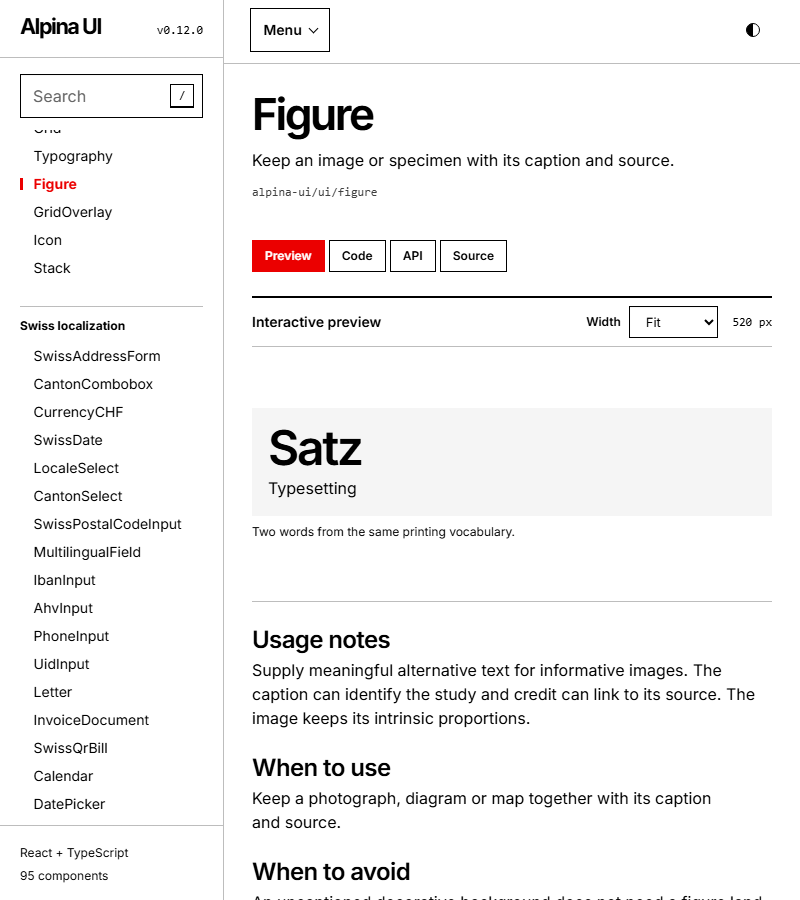 Alpina UI
v0.12.0
Search
/
Grid
Typography
Figure
GridOverlay
Icon
Stack
Swiss localization
SwissAddressForm
CantonCombobox
CurrencyCHF
SwissDate
LocaleSelect
CantonSelect
SwissPostalCodeInput
MultilingualField
IbanInput
AhvInput
PhoneInput
UidInput
Letter
InvoiceDocument
SwissQrBill
Calendar
DatePicker
React + TypeScript
95 components
Menu
Figure
Keep an image or specimen with its caption and source.
alpina-ui/ui/figure
Preview
Code
API
Source
Interactive preview
Width
Fit
520 px
Satz
Typesetting
Two words from the same printing vocabulary.
Usage notes
Supply meaningful alternative text for informative images. The
caption can identify the study and credit can link to its source. The
image keeps its intrinsic proportions.
When to use
Keep a photograph, diagram or map together with its caption
and source.
When to avoid